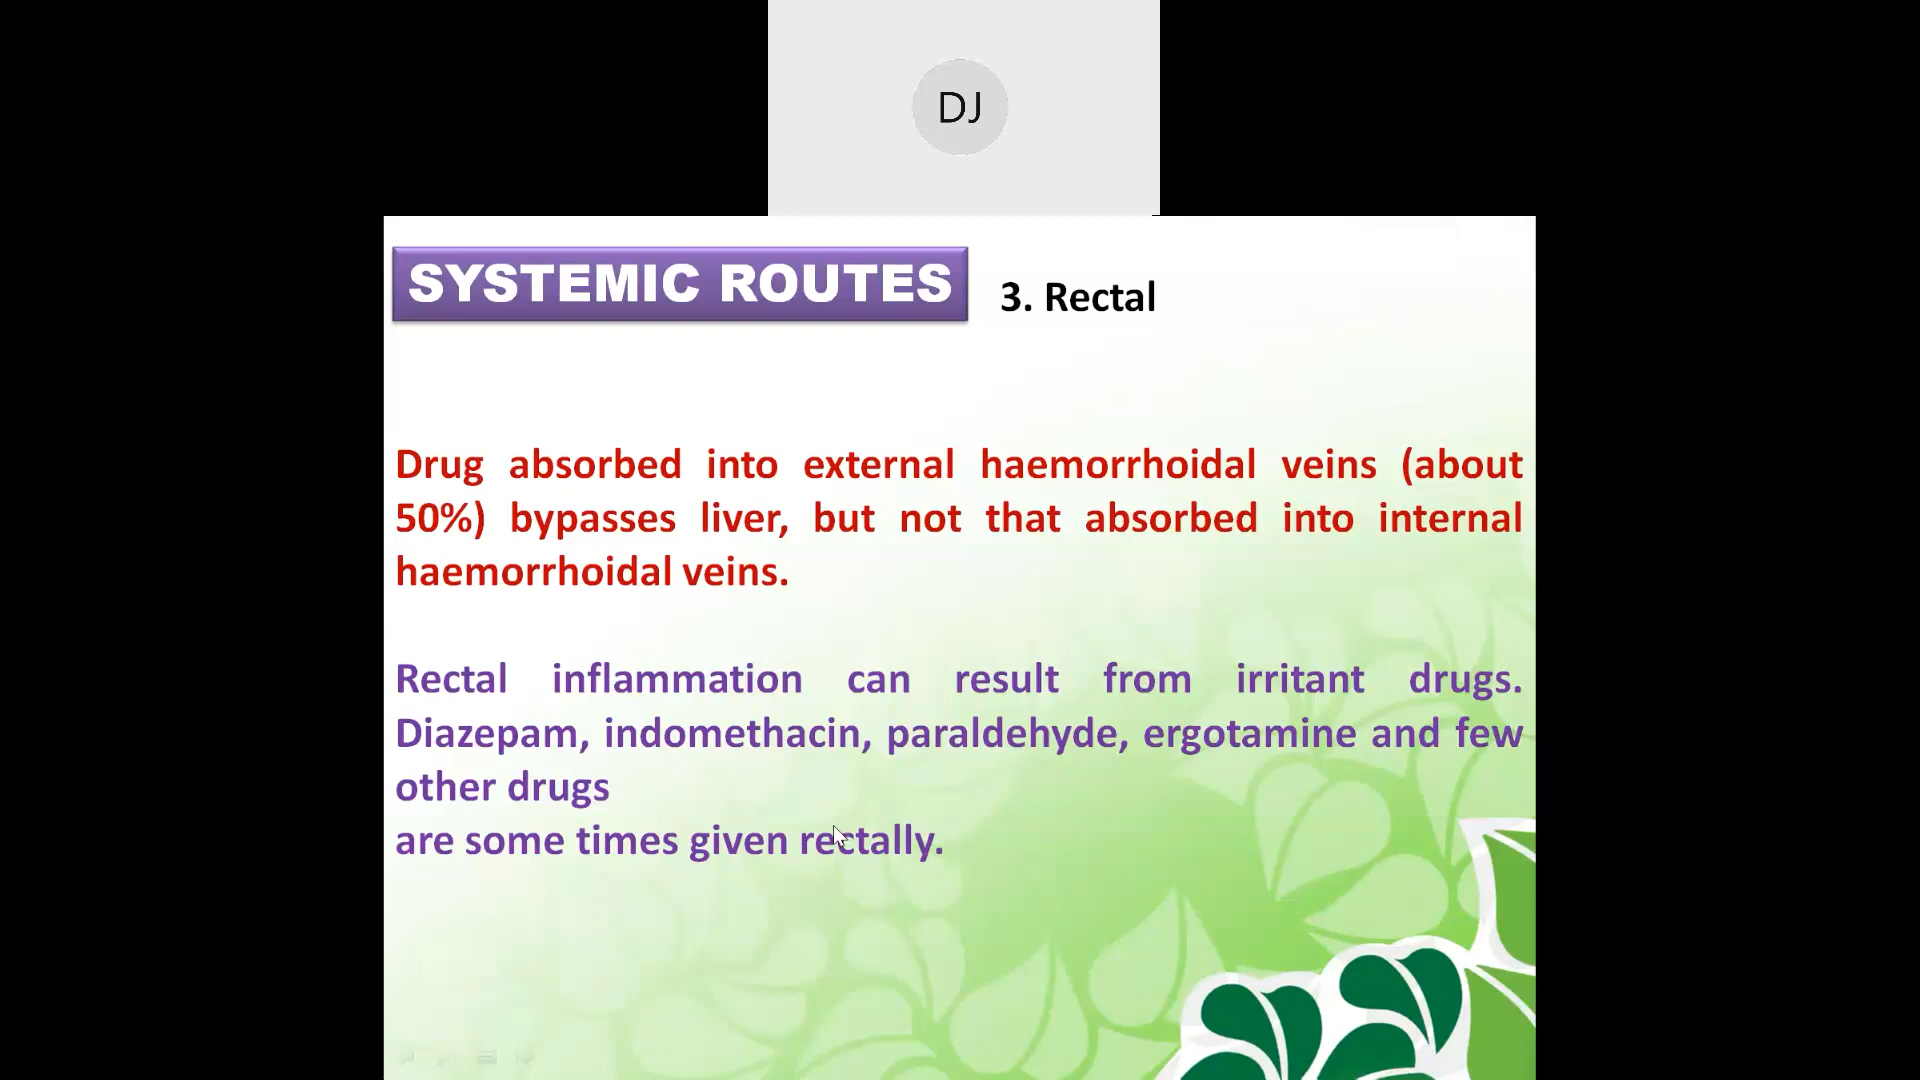 DJ
SYSTEMIC ROUTES
3. Rectal
Drug absorbed into external haemorrhoidal veins (about
50%) bypasses liver, but not that absorbed into internal
haemorrhoidal veins.
Rectal inflammation can result from irritant drugs.
Diazepam, indomethacin, paraldehyde, ergotamine and few
other drugs
are some times given rectally.